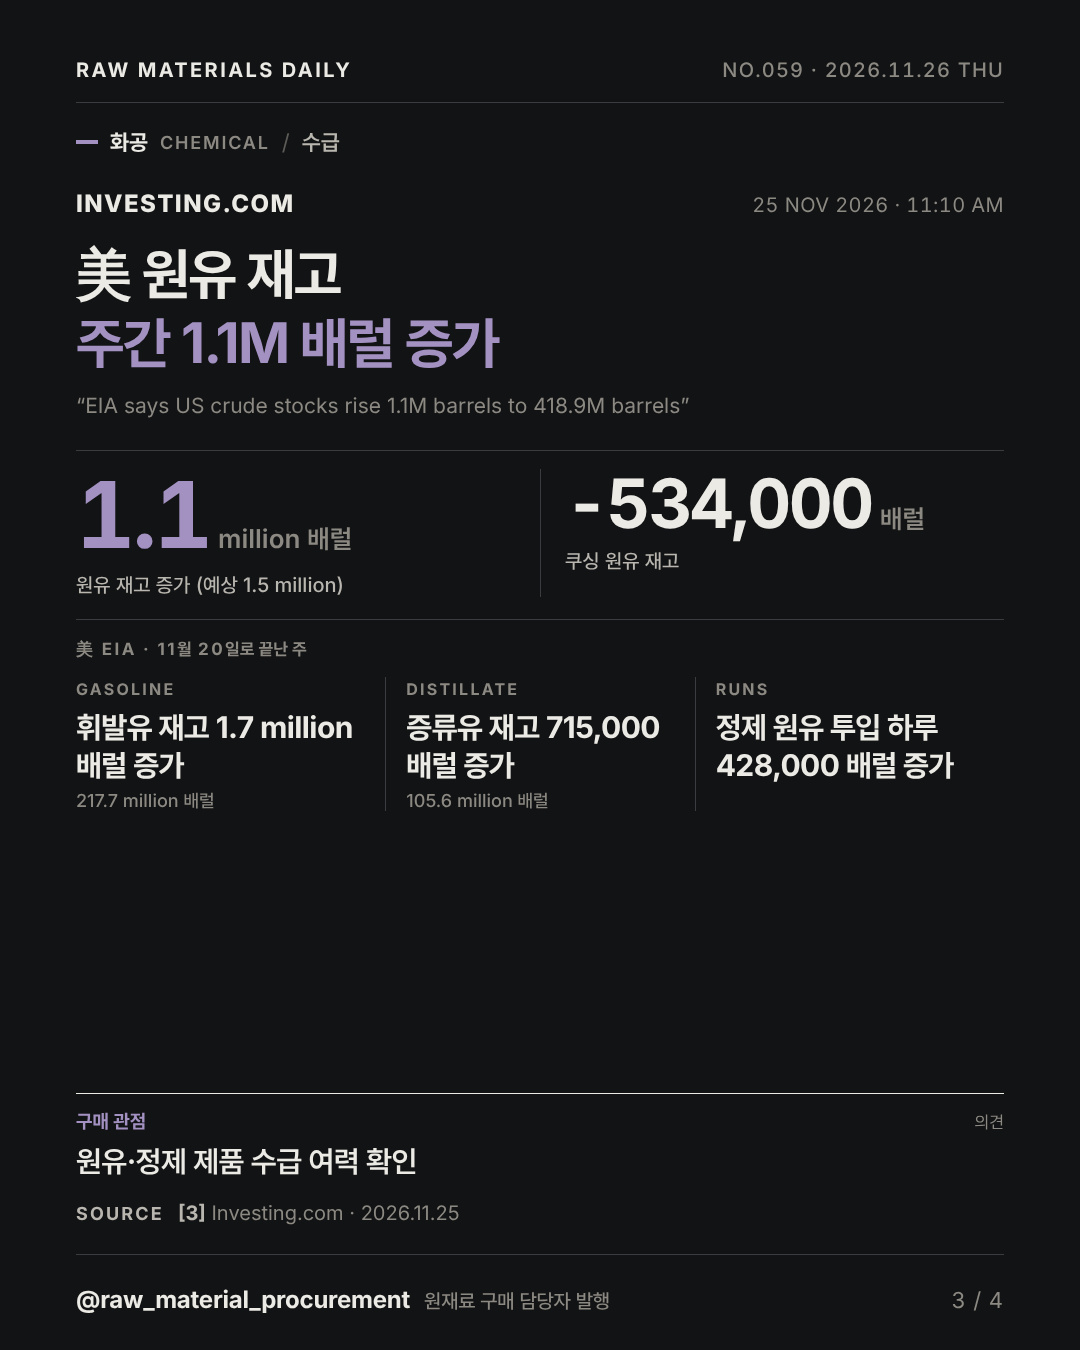 RAW MATERIALS DAILY
NO.059 · 2026.11.26 THU
화공 CHEMICAL / 수급
INVESTING.COM
25 NOV 2026 · 11:10 AM
美 원유 재고
주간 1.1M 배럴 증가
“EIA says US crude stocks rise 1.1M barrels to 418.9M barrels”
1.1 million 배럴
원유 재고 증가 (예상 1.5 million)
-534,000 배럴
쿠싱 원유 재고
美 EIA · 11월 20일로 끝난 주
GASOLINE
휘발유 재고 1.7 million
배럴 증가
217.7 million 배럴
DISTILLATE
증류유 재고 715,000
배럴 증가
105.6 million 배럴
RUNS
정제 원유 투입 하루
428,000 배럴 증가
구매 관점
의견
원유·정제 제품 수급 여력 확인
SOURCE [3] Investing.com · 2026.11.25
@raw_material_procurement 원재료 구매 담당자 발행
3 / 4